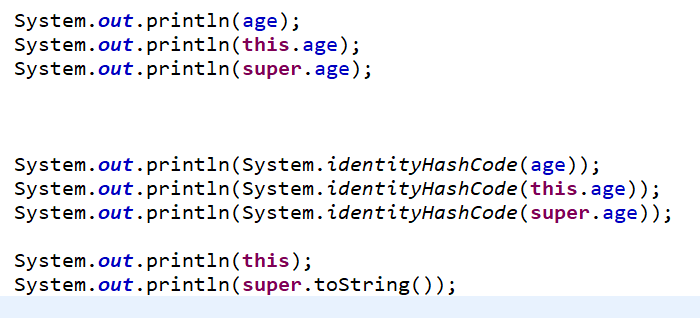 System.out.println(age);
System.out.println(this.age);
System.out.println(super.age);
System.out.println(System.identityHashCode(age));
System.out.println(System.identityHashCode(this.age));
System.out.println(System.identityHashCode(super.age));
System.out.println(this);
System.out.println(super.toString());